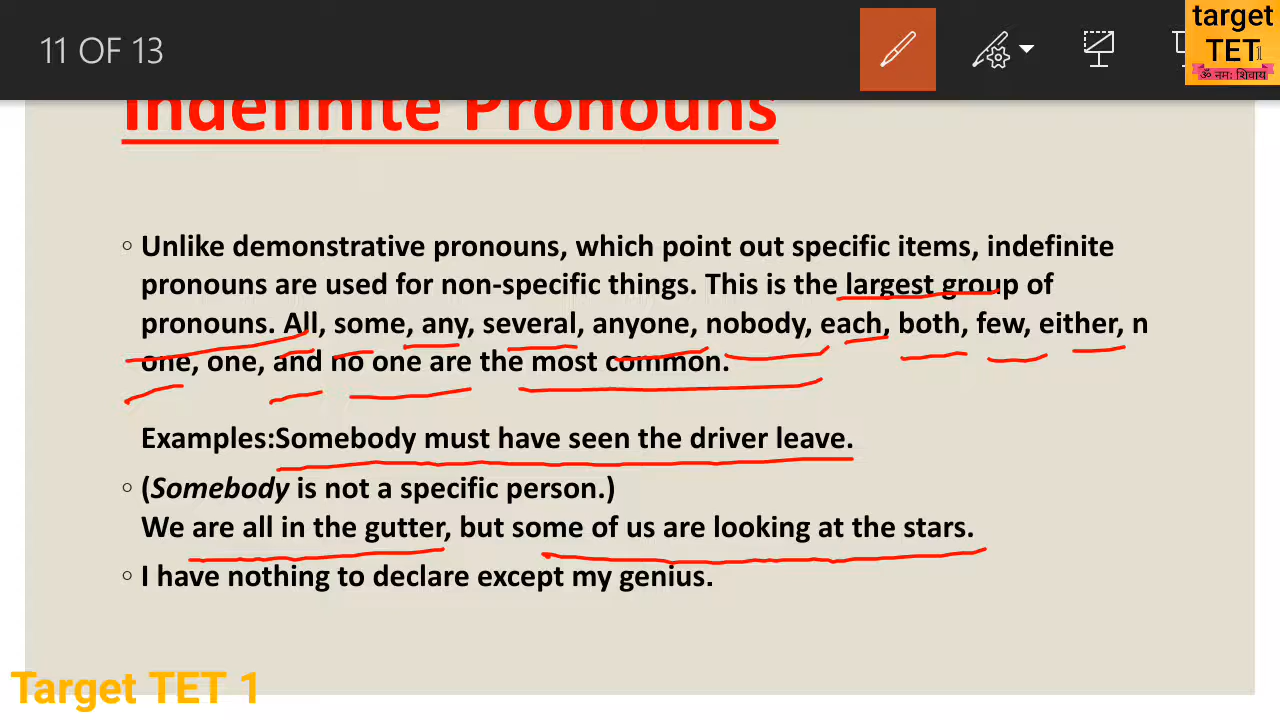 11 OF 13
target
TET1
ॐ नमः शिवाय
Indefinite Pronouns
◦ Unlike demonstrative pronouns, which point out specific items, indefinite
pronouns are used for non-specific things. This is the largest group of
pronouns. All, some, any, several, anyone, nobody, each, both, few, either, n
one, one, and no one are the most common.
Examples:Somebody must have seen the driver leave.
◦ (Somebody is not a specific person.)
We are all in the gutter, but some of us are looking at the stars.
◦ I have nothing to declare except my genius.
Target TET 1